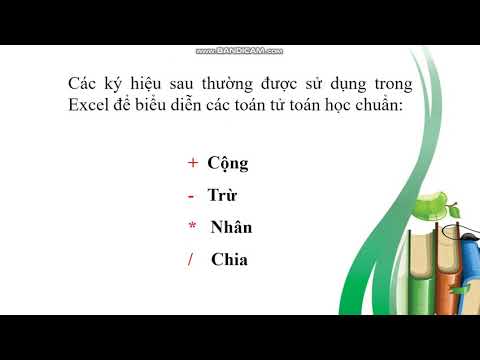 www.BANDICAM.com
Các ký hiệu sau thường được sử dụng trong
Excel để biểu diễn các toán tử toán học chuẩn:
+ Cộng
- Trừ
* Nhân
/ Chia